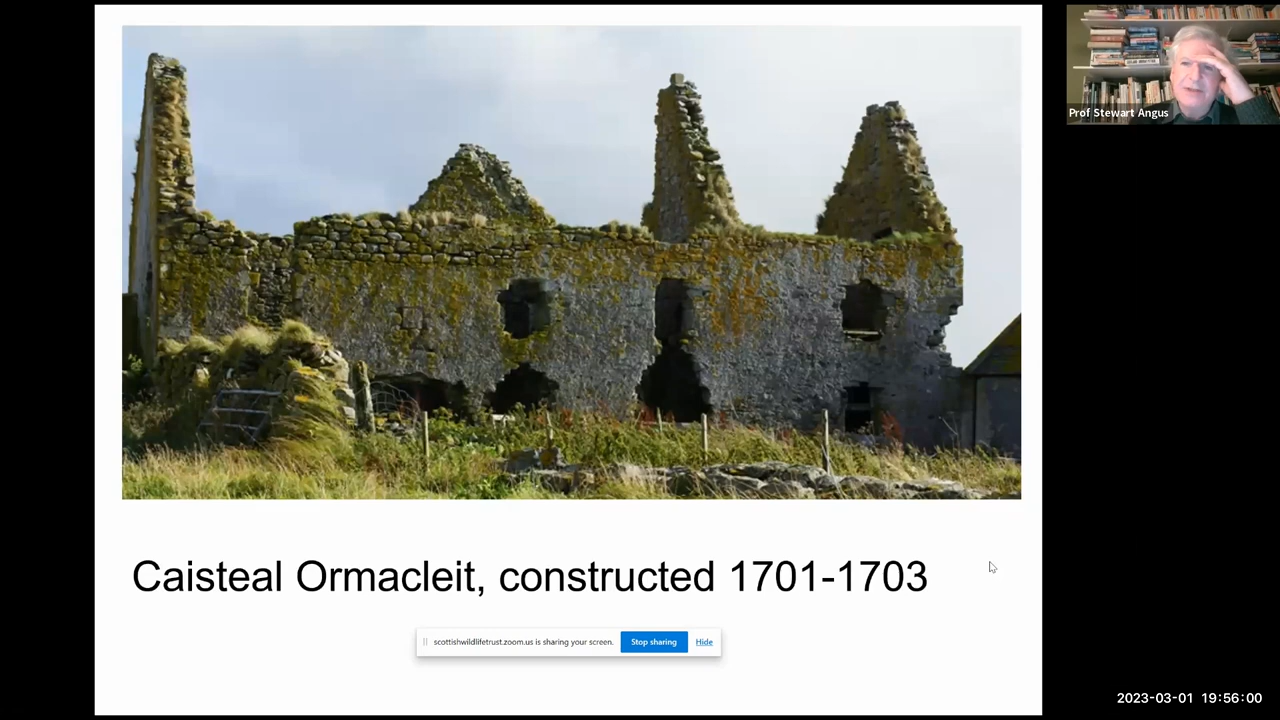 Prof Stewart Angus
Caisteal Ormacleit, constructed 1701-1703
scottishwildlifetrust.zoom.us is sharing your screen. Stop sharing Hide
2023-03-01 19:56:00